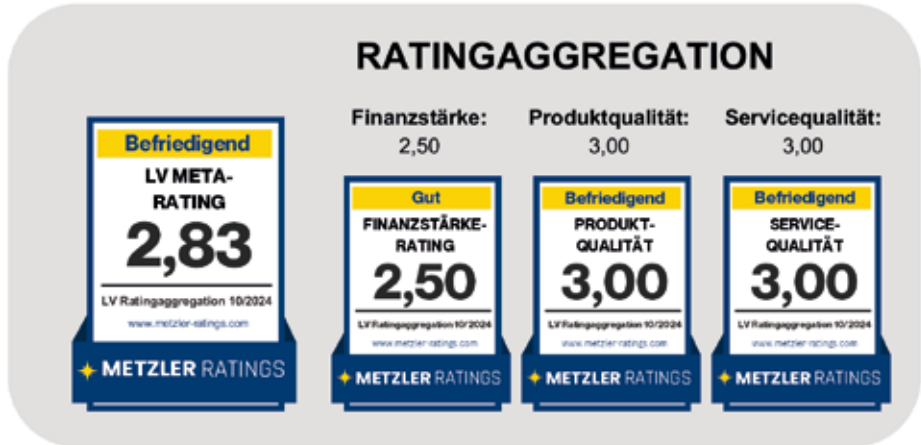 RATINGAGGREGATION
Finanzstärke:
2,50
Produktqualität:
3,00
Servicequalität:
3,00
Befriedigend
LV META-
RATING
2,83
LV Ratingaggregation 10/2024
www.metzler-ratings.com
METZLER RATINGS
Gut
FINANZSTÄRKE-
RATING
2,50
LV Ratingaggregation 10/2024
www.metzler-ratings.com
METZLER RATINGS
Befriedigend
PRODUKT-
QUALITÄT
3,00
LV Ratingaggregation 10/2024
www.metzler-ratings.com
METZLER RATINGS
Befriedigend
SERVICE-
QUALITÄT
3,00
LV Ratingaggregation 10/2024
www.metzler-ratings.com
METZLER RATINGS